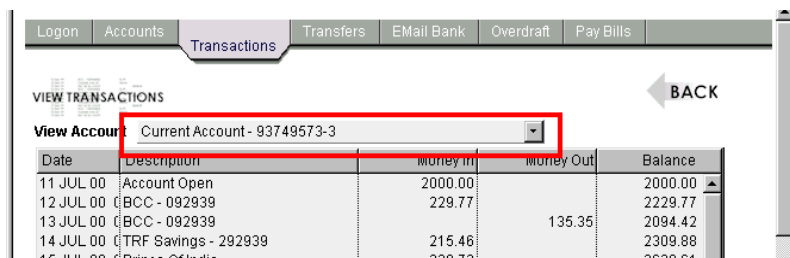 Logon Accounts Transactions Transfers EMail Bank Overdraft Pay Bills
VIEW TRANSACTIONS
BACK
View Account Current Account - 93749573-3
Date Description Money In Money Out Balance
11 JUL 00 Account Open 2000.00 2000.00
12 JUL 00 BCC - 092939 229.77 2229.77
13 JUL 00 BCC - 092939 135.35 2094.42
14 JUL 00 TRF Savings - 292939 215.46 2309.88